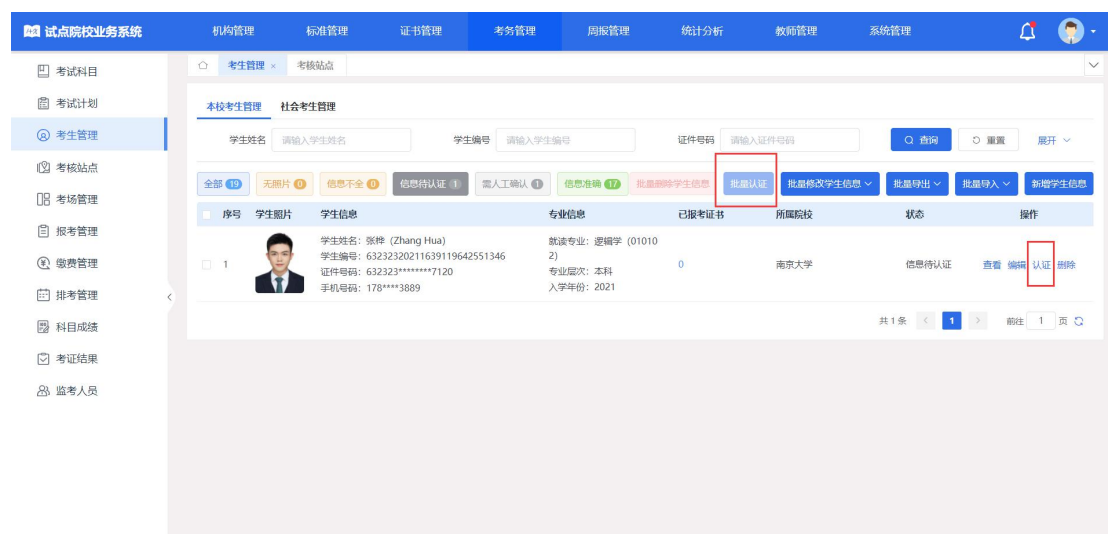 试点院校业务系统 机构管理 标准管理 证书管理 考务管理 周报管理 统计分析 教师管理 系统管理
考试科目
考试计划
考生管理
考核站点
考场管理
报考管理
缴费管理
排考管理
科目成绩
考证结果
监考人员
考生管理 × 考核站点
本校考生管理 社会考生管理
学生姓名 请输入学生姓名 学生编号 请输入学生编号 证件号码 请输入证件号码 查询 重置 展开
全部 19 无照片 0 信息不全 0 信息待认证 1 需人工确认 1 信息准确 17 批量删除学生信息 批量认证 批量修改学生信息 批量导出 批量导入 新增学生信息
序号 学生照片 学生信息 专业信息 已报考证书 所属院校 状态 操作
1
学生姓名：张桦（Zhang Hua）
学生编号：63232320211639119642551346
证件号码：632323********7120
手机号码：178****3889
就读专业：逻辑学（01010
2）
专业层次：本科
入学年份：2021
0 南京大学 信息待认证 查看 编辑 认证 删除
共 1 条 < 1 > 前往 1 页